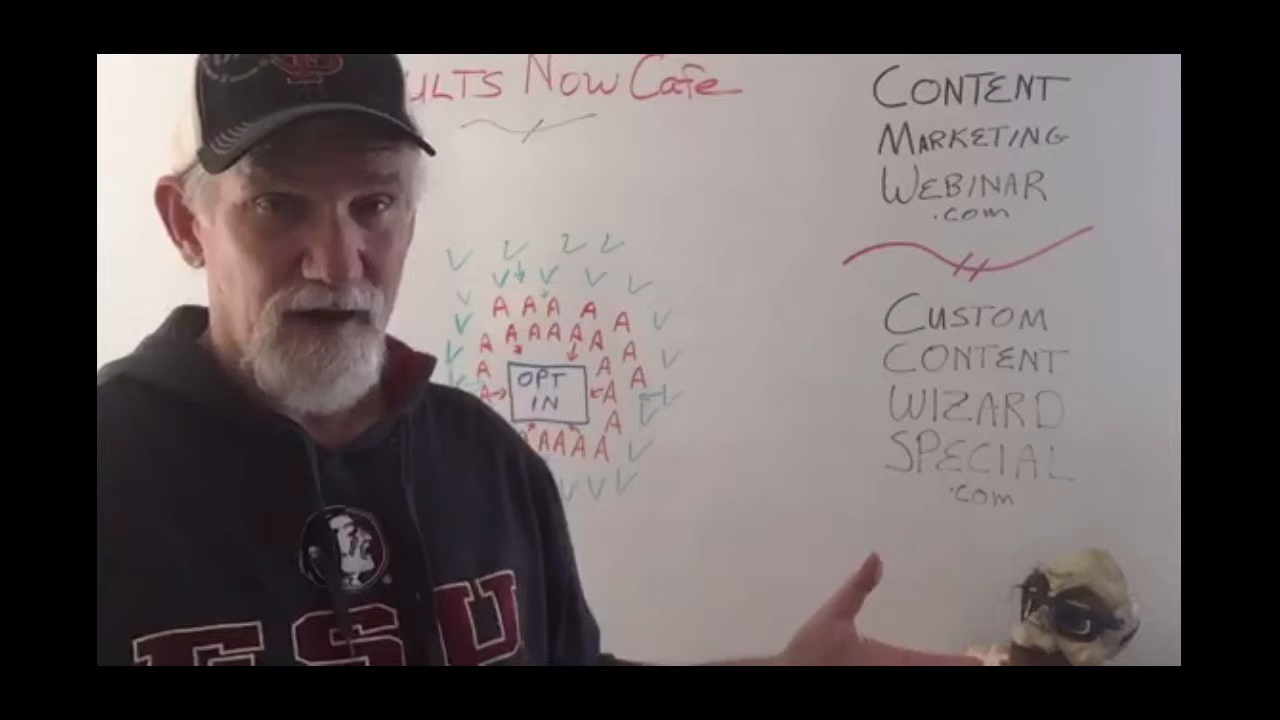 ULTS NOW Cafe
CONTENT
MARKETING
WEBINAR
.com
V V V V
V V V V V
V A A A A A V
V A A A A A A A V
V A OPT A A V
A IN A V
A A A A A V
V V V
CUSTOM
CONTENT
WIZARD
SPECIAL
.com
FSU